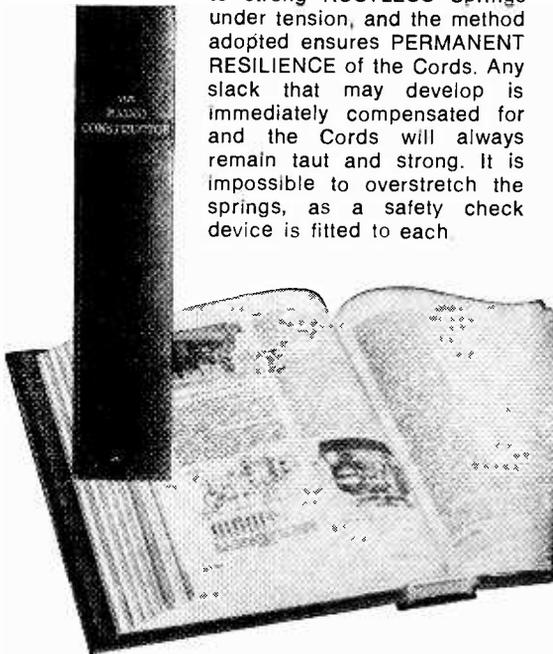 to strong RUSTLESS Springs
under tension, and the method
adopted ensures PERMANENT
RESILIENCE of the Cords. Any
slack that may develop is
immediately compensated for
and the Cords will always
remain taut and strong. It is
impossible to overstretch the
springs, as a safety check
device is fitted to each
RADIO
CONSTRUCTOR